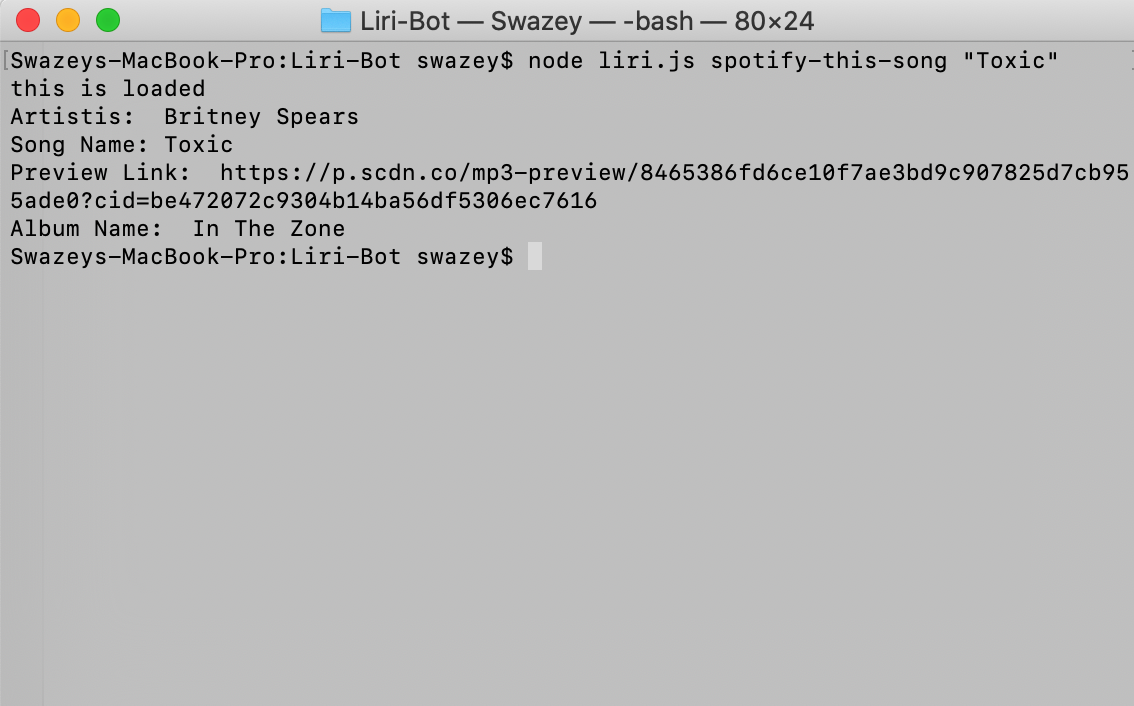 Liri-Bot — Swazey — -bash — 80×24
[Swazeys-MacBook-Pro:Liri-Bot swazey$ node liri.js spotify-this-song "Toxic"     ]
this is loaded
Artistis:  Britney Spears
Song Name: Toxic
Preview Link:  https://p.scdn.co/mp3-preview/8465386fd6ce10f7ae3bd9c907825d7cb95
5ade0?cid=be472072c9304b14ba56df5306ec7616
Album Name:  In The Zone
Swazeys-MacBook-Pro:Liri-Bot swazey$